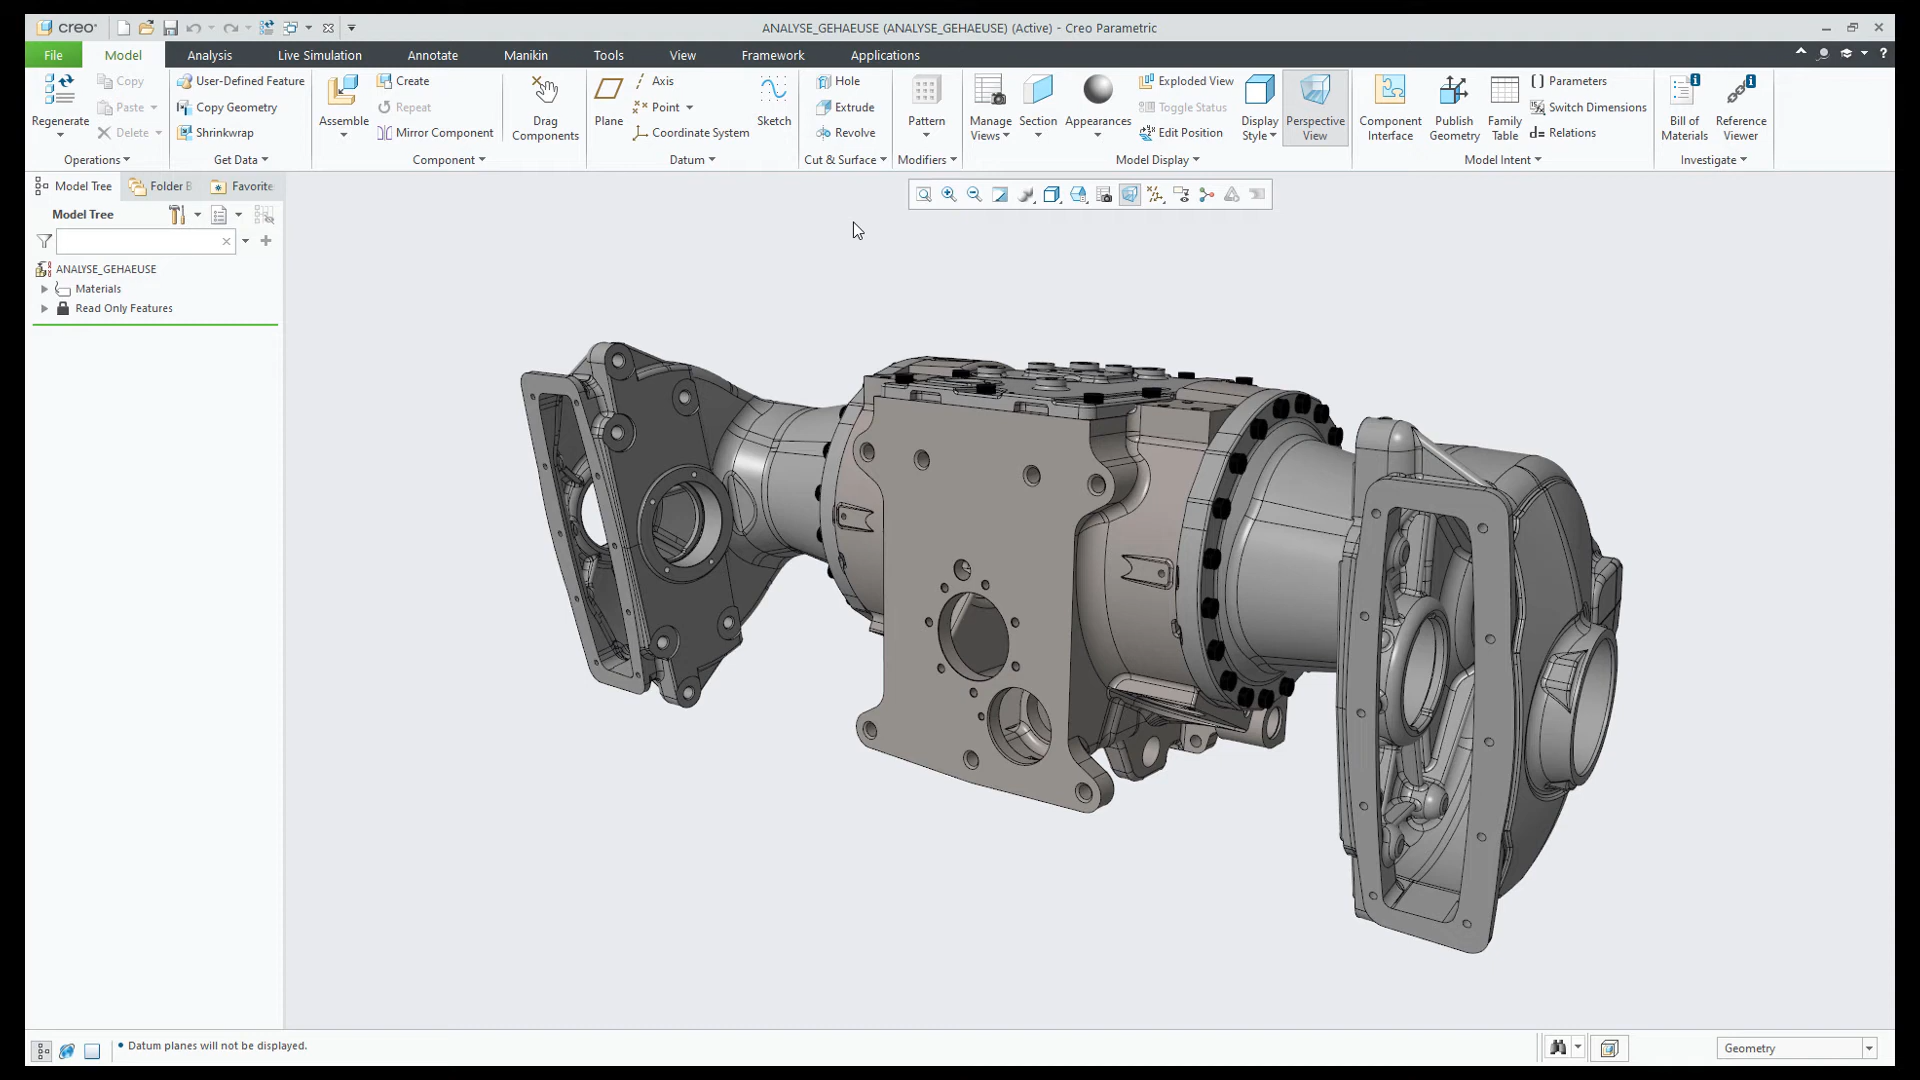 creo
ANALYSE_GEHAEUSE (ANALYSE_GEHAEUSE) (Active) - Creo Parametric
File
Model
Analysis
Live Simulation
Annotate
Manikin
Tools
View
Framework
Applications
Regenerate
Copy
Paste
Delete
Operations
User-Defined Feature
Copy Geometry
Shrinkwrap
Get Data
Assemble
Create
Repeat
Mirror Component
Component
Drag
Components
Plane
Axis
Point
Coordinate System
Sketch
Datum
Hole
Extrude
Revolve
Cut & Surface
Pattern
Modifiers
Manage
Views
Section
Appearances
Exploded View
Toggle Status
Edit Position
Display
Style
Perspective
View
Model Display
Component
Interface
Publish
Geometry
Family
Table
Parameters
Switch Dimensions
Relations
Model Intent
Bill of
Materials
Reference
Viewer
Investigate
Model Tree
Folder B
Favorite
Model Tree
ANALYSE_GEHAEUSE
Materials
Read Only Features
• Datum planes will not be displayed.
Geometry